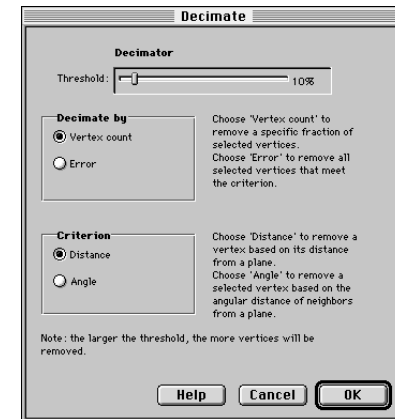 Decimate
Decimator
Threshold:
10%
Decimate by
Vertex count
Error
Choose 'Vertex count' to
remove a specific fraction of
selected vertices.
Choose 'Error' to remove all
selected vertices that meet
the criterion.
Criterion
Distance
Angle
Choose 'Distance' to remove a
vertex based on its distance
from a plane.
Choose 'Angle' to remove a
selected vertex based on the
angular distance of neighbors
from a plane.
Note: the larger the threshold, the more vertices will be
removed.
Help Cancel OK